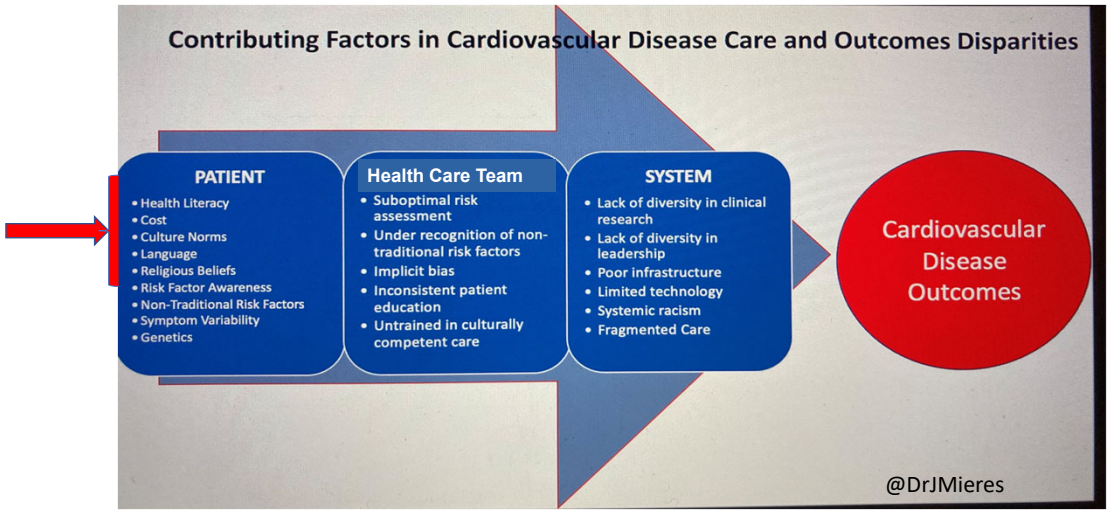 Contributing Factors in Cardiovascular Disease Care and Outcomes Disparities
PATIENT
• Health Literacy
• Cost
• Culture Norms
• Language
• Religious Beliefs
• Risk Factor Awareness
• Non-Traditional Risk Factors
• Symptom Variability
• Genetics
Health Care Team
• Suboptimal risk
assessment
• Under recognition of non-
traditional risk factors
• Implicit bias
• Inconsistent patient
education
• Untrained in culturally
competent care
SYSTEM
• Lack of diversity in clinical
research
• Lack of diversity in
leadership
• Poor infrastructure
• Limited technology
• Systemic racism
• Fragmented Care
Cardiovascular
Disease
Outcomes
@DrJMieres